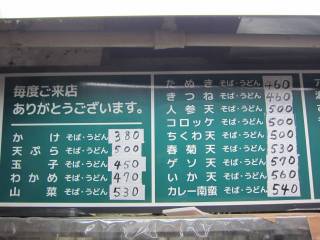 毎度ご来店
ありがとうございます。
かけ そば・うどん 380
天ぷら そば・うどん 500
玉子 そば・うどん 450
わかめ そば・うどん 470
山菜 そば・うどん 530
たぬき そば・うどん 460
きつね そば・うどん 460
人参天 そば・うどん 500
コロッケ そば・うどん 500
ちくわ天 そば・うどん 500
春菊天 そば・うどん 530
ゲソ天 そば・うどん 570
いか天 そば・うどん 560
カレー南蛮 そば・うどん 540